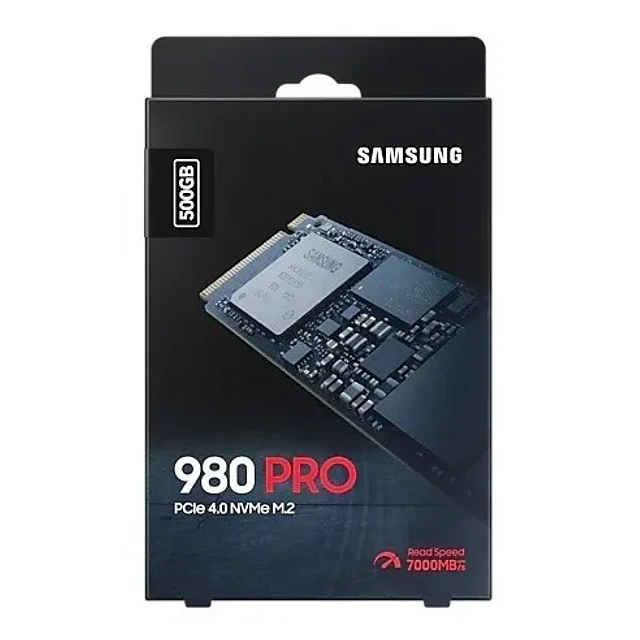 500GB
SAMSUNG
SAMSUNG
980 PRO
PCIe 4.0 NVMe M.2
Read Speed
7000MB/s